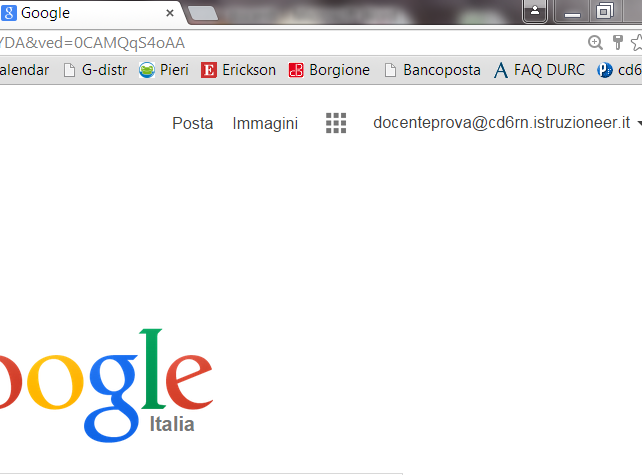 Google
YDA&ved=0CAMQqS4oAA
alendar G-distr Pieri E Erickson Borgione Bancoposta FAQ DURC cd6
Posta Immagini docenteprova@cd6rn.istruzioneer.it
oogle
Italia